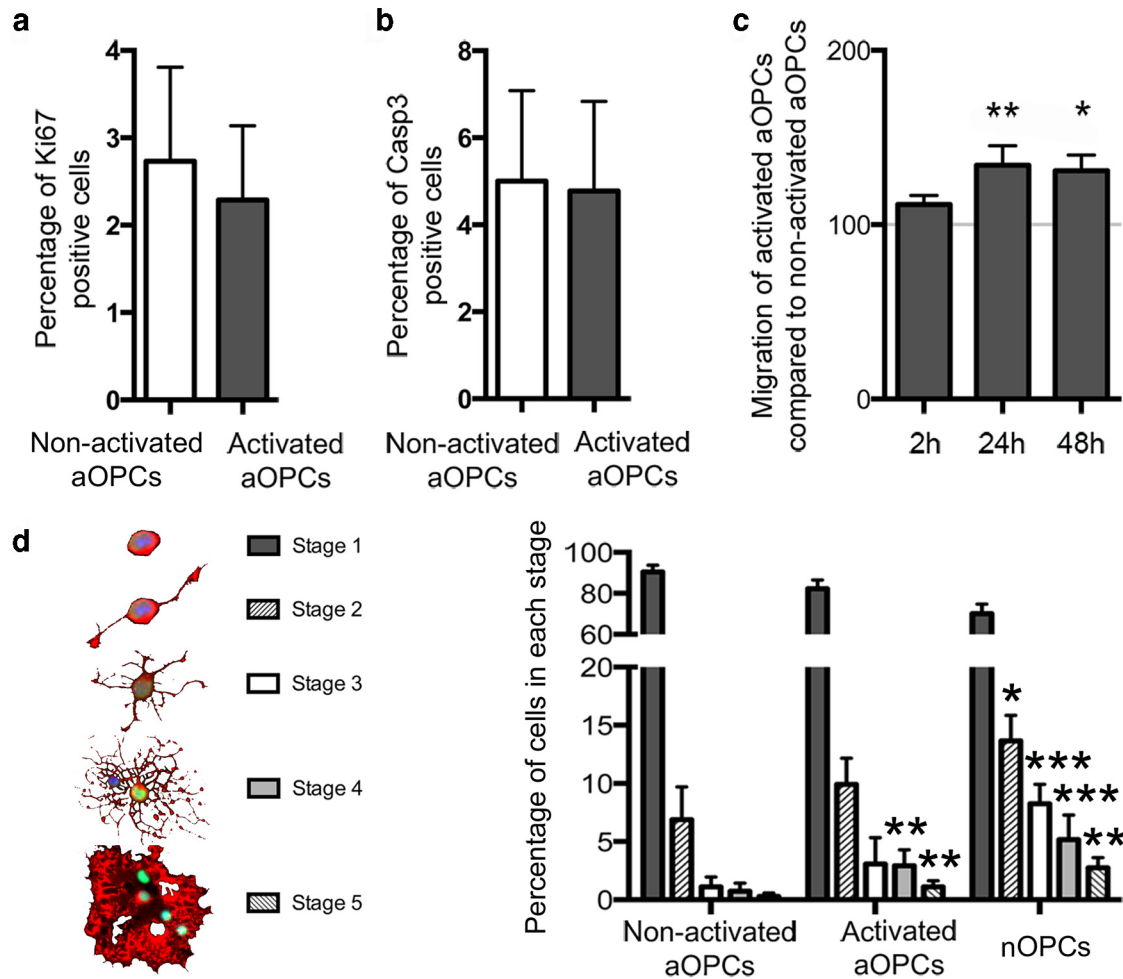 a
Percentage of Ki67
positive cells
4
3
2
1
0
Non-activated
aOPCs
Activated
aOPCs
b
Percentage of Casp3
positive cells
8
6
4
2
0
Non-activated
aOPCs
Activated
aOPCs
c
Migration of activated aOPCs
compared to non-activated aOPCs
200
100
0
**
*
2h
24h
48h
d
Stage 1
Stage 2
Stage 3
Stage 4
Stage 5
Percentage of cells in each stage
100
80
60
20
15
10
5
0
**
**
*
***
***
**
Non-activated
aOPCs
Activated
aOPCs
nOPCs